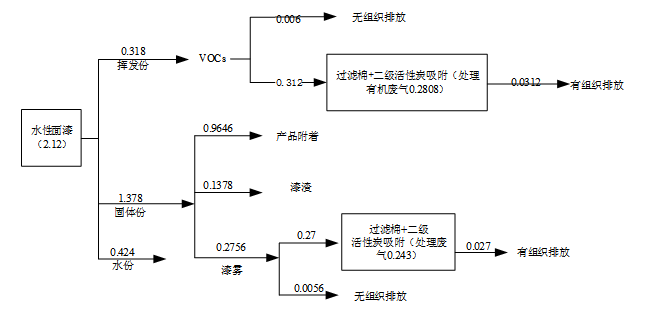 0.006
无组织排放
0.318
挥发份
VOCs
0.312
过滤棉+二级活性炭吸附（处理
有机废气0.2808）
0.0312
有组织排放
水性面漆
（2.12）
0.9646
产品附着
1.378
固体份
0.1378
漆渣
0.424
水份
0.2756
漆雾
0.27
过滤棉+二级
活性炭吸附（处理废
气0.243）
0.027
有组织排放
0.0056
无组织排放